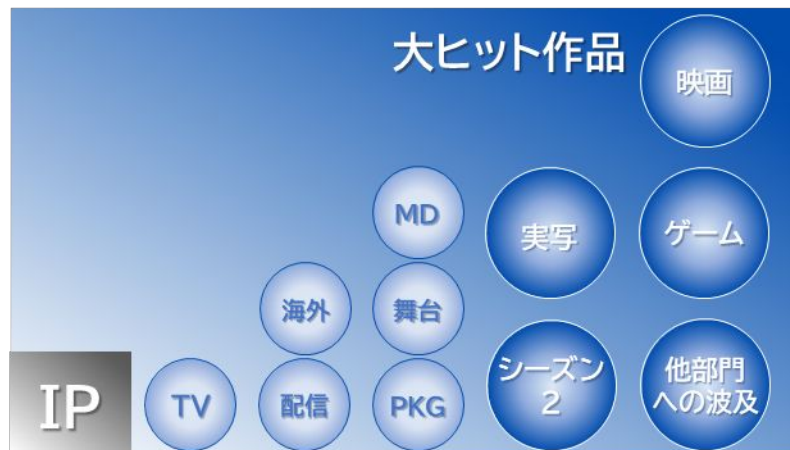 大ヒット作品
映画
MD
実写
ゲーム
海外
舞台
IP
TV
配信
PKG
シーズン
2
他部門
への波及